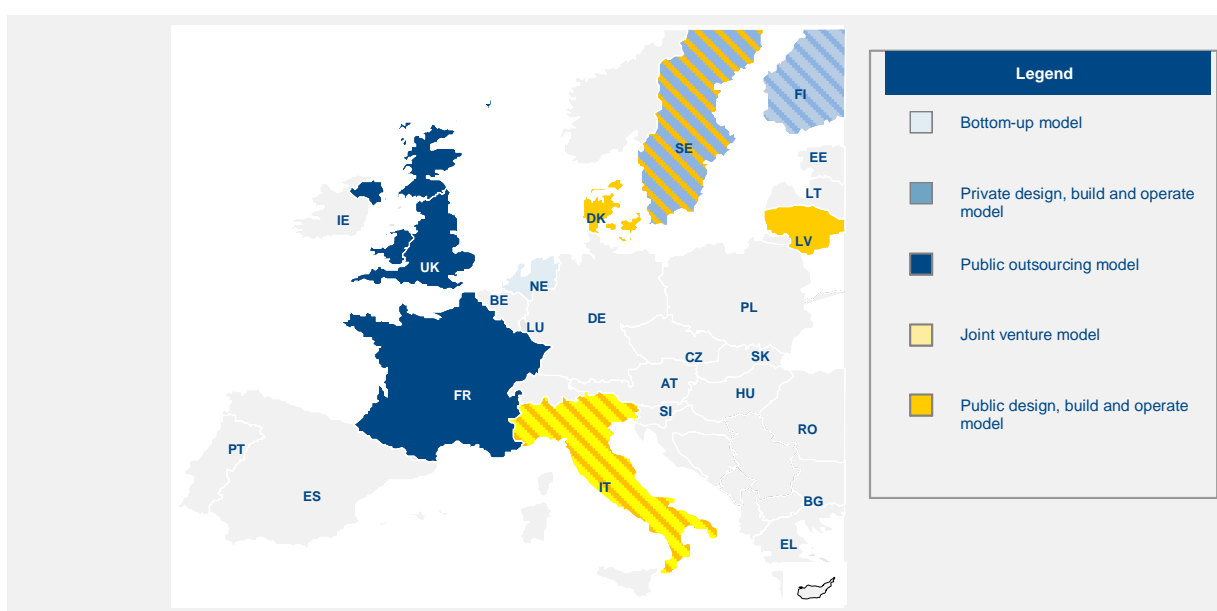 Legend
Bottom-up model
Private design, build and operate
model
Public outsourcing model
Joint venture model
Public design, build and operate
model
FI
SE
EE
LT
DK
IE
LV
UK
NE
BE
PL
DE
LU
CZ
SK
AT
HU
FR
SI
RO
PT
IT
ES
BG
EL